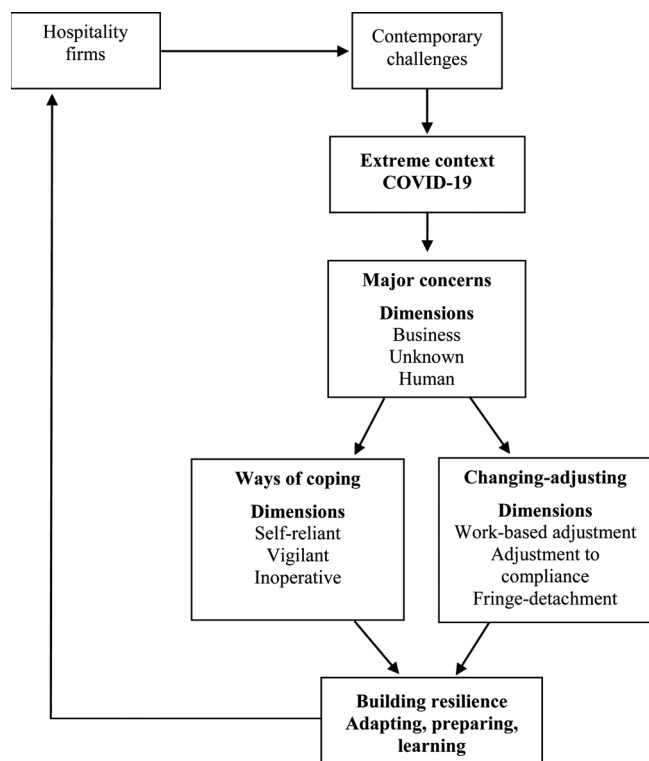 Hospitality
firms
Contemporary
challenges
Extreme context
COVID-19
Major concerns
Dimensions
Business
Unknown
Human
Ways of coping
Dimensions
Self-reliant
Vigilant
Inoperative
Changing-adjusting
Dimensions
Work-based adjustment
Adjustment to
compliance
Fringe-detachment
Building resilience
Adapting, preparing,
learning